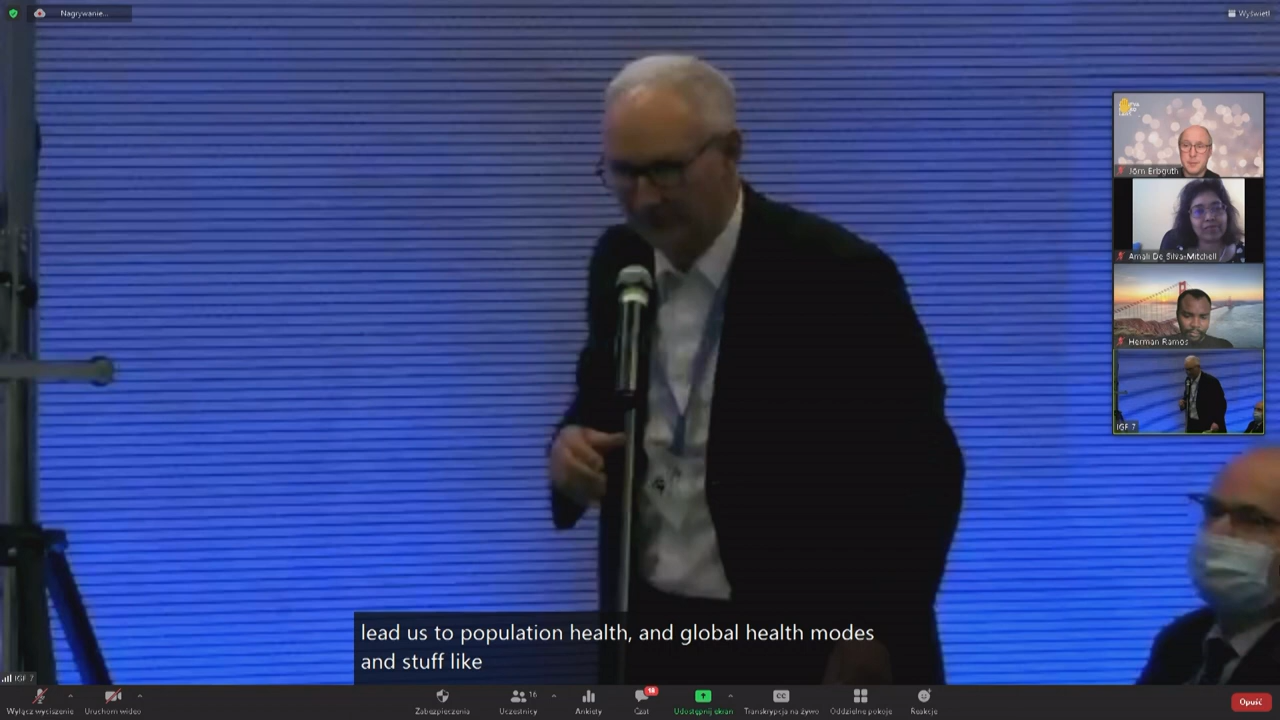 Nagrywanie...
Wyświetl
Jörn Erbguth
Amali De Silva-Mitchell
Herman Ramos
IGF 7
lead us to population health, and global health modes
and stuff like
IGF 7
Wyłącz wyciszenie
Uruchom wideo
Zabezpieczenia
Uczestnicy
16
Ankiety
Czat
18
Udostępnij ekran
CC
Transkrypcja na żywo
Oddzielne pokoje
Reakcje
Opuść